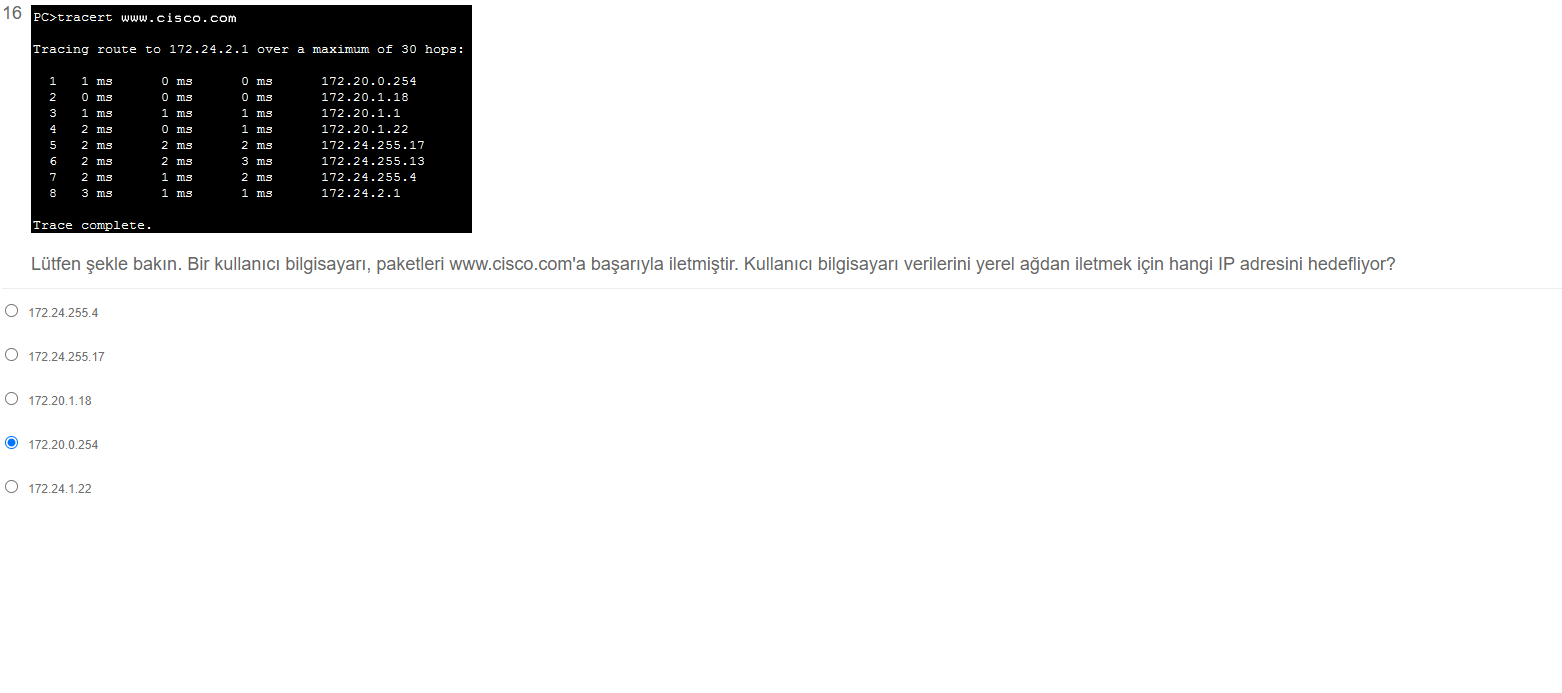 16
PC>tracert www.cisco.com
Tracing route to 172.24.2.1 over a maximum of 30 hops:
1 1 ms 0 ms 0 ms 172.20.0.254
2 0 ms 0 ms 0 ms 172.20.1.18
3 1 ms 1 ms 1 ms 172.20.1.1
4 2 ms 0 ms 1 ms 172.20.1.22
5 2 ms 2 ms 2 ms 172.24.255.17
6 2 ms 2 ms 3 ms 172.24.255.13
7 2 ms 1 ms 2 ms 172.24.255.4
8 3 ms 1 ms 1 ms 172.24.2.1
Trace complete.
Lütfen şekle bakın. Bir kullanıcı bilgisayarı, paketleri www.cisco.com'a başarıyla iletmiştir. Kullanıcı bilgisayarı verilerini yerel ağdan iletmek için hangi IP adresini hedefliyor?
172.24.255.4
172.24.255.17
172.20.1.18
172.20.0.254
172.24.1.22